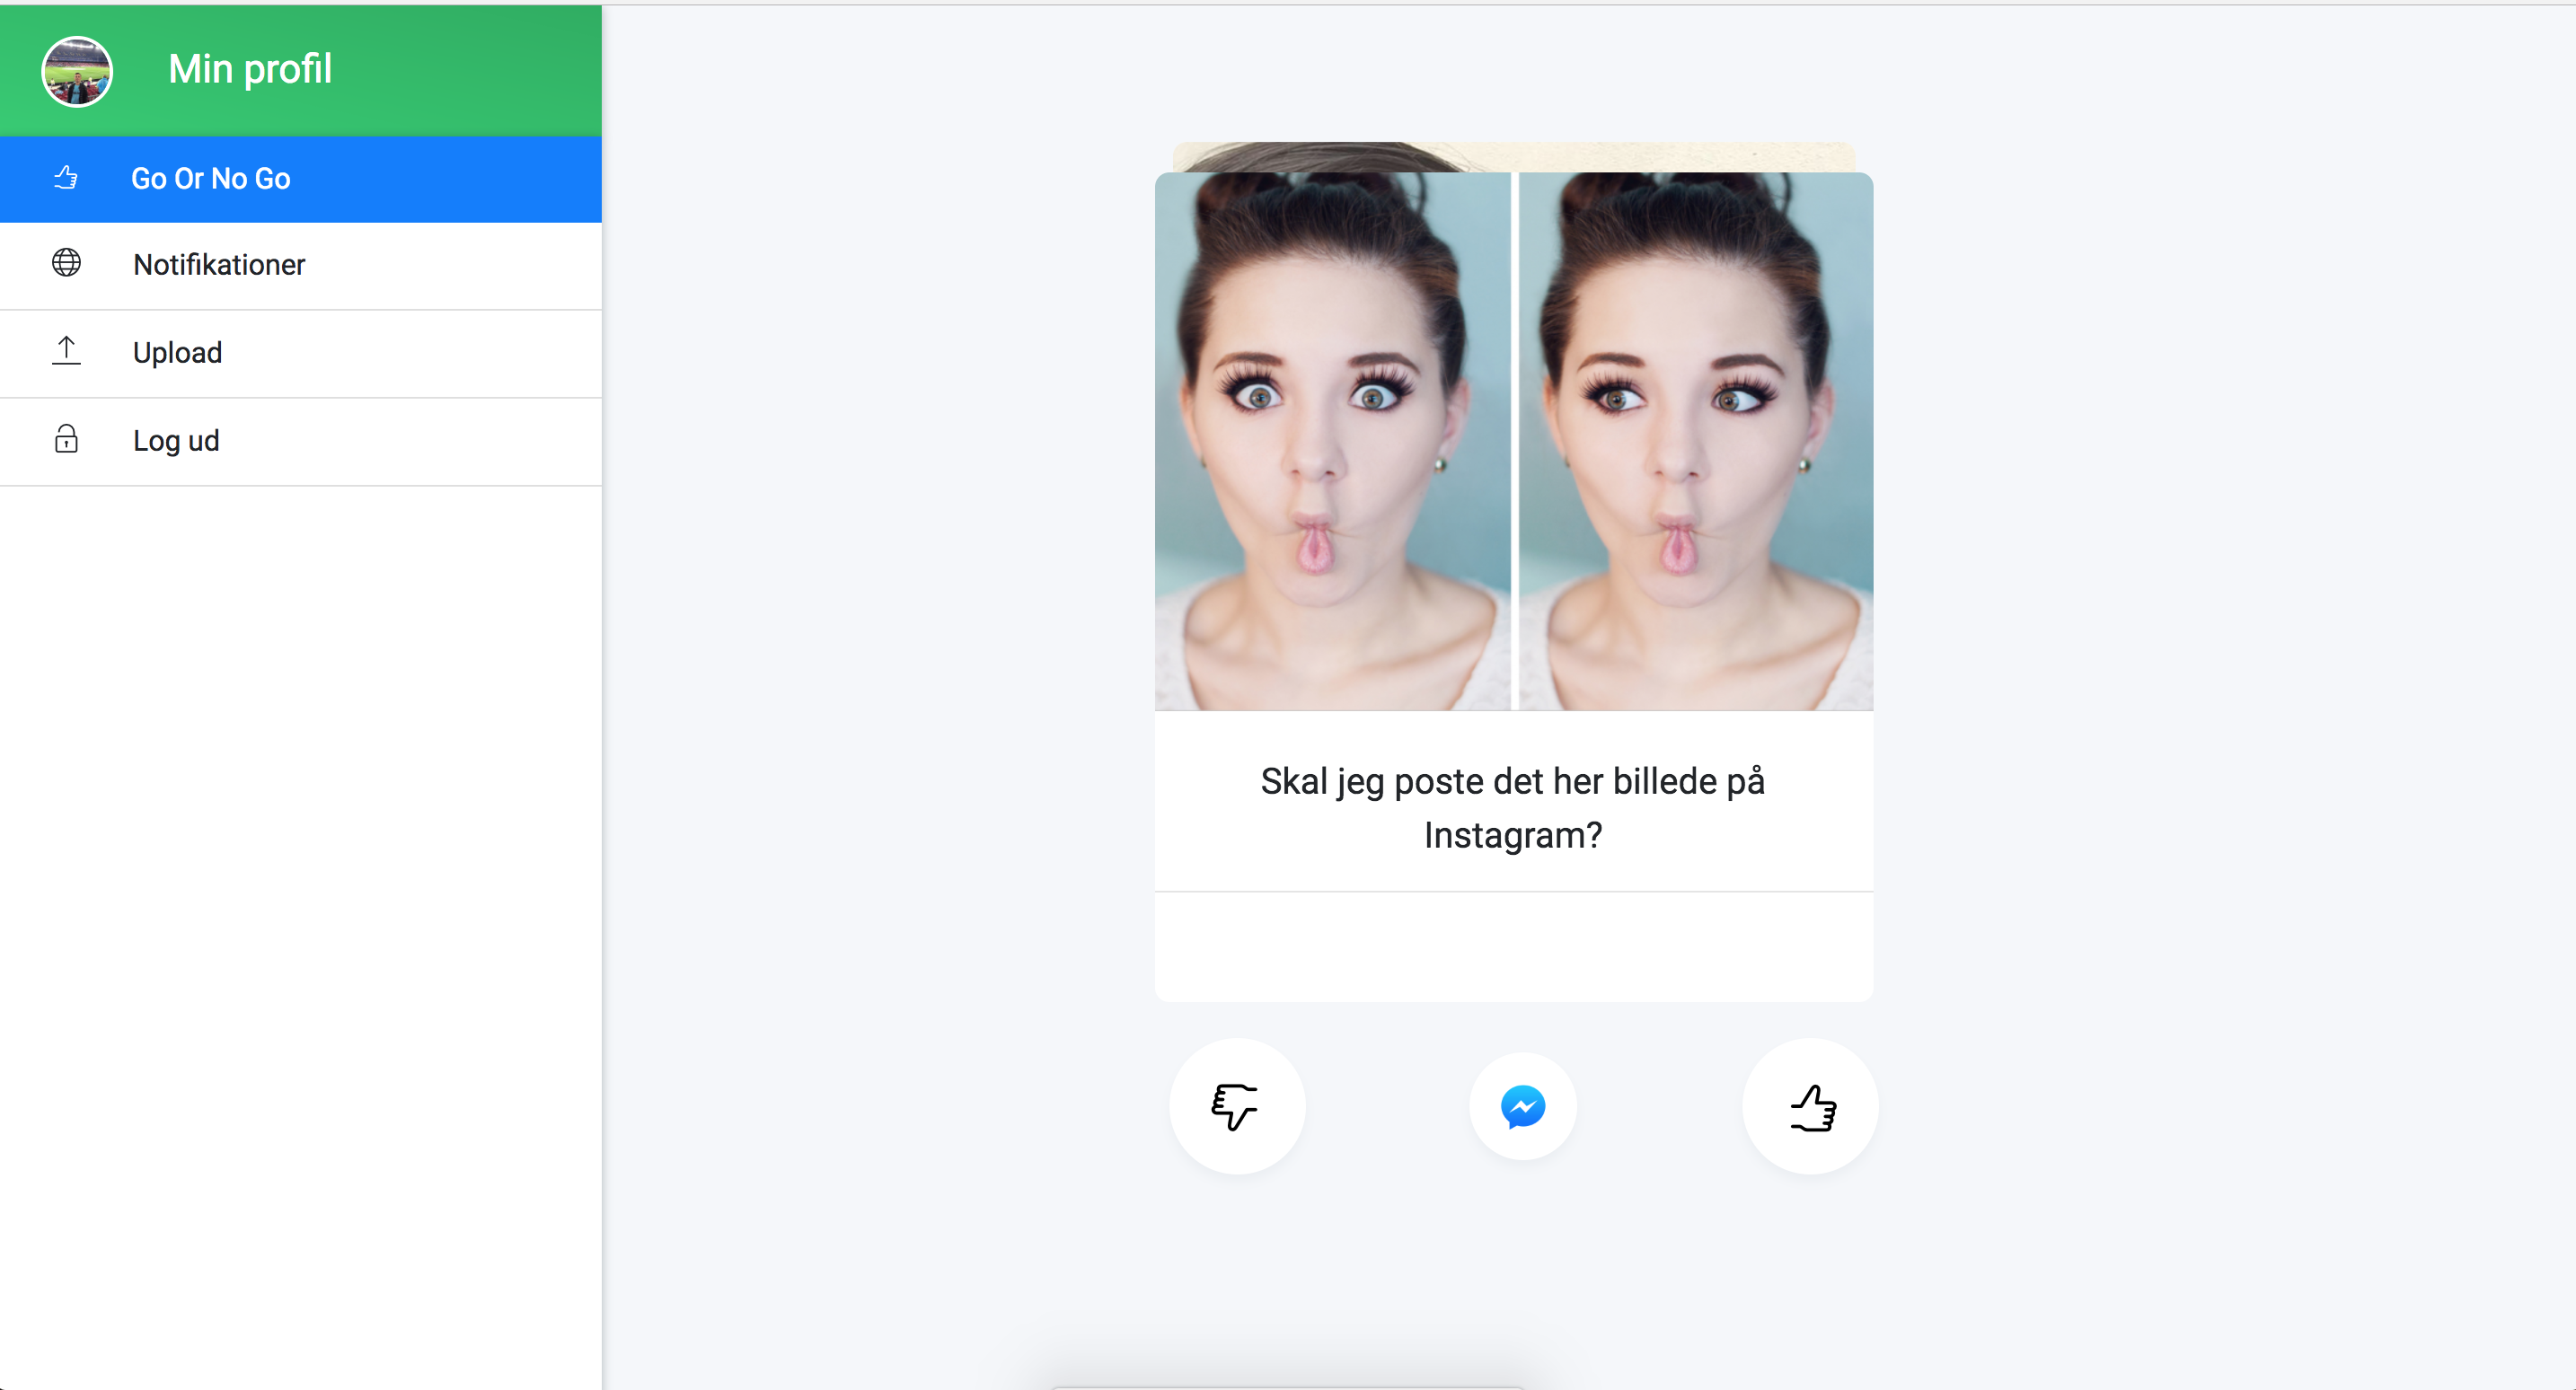 Min profil
Go Or No Go
Notifikationer
Upload
Log ud
Skal jeg poste det her billede på
Instagram?